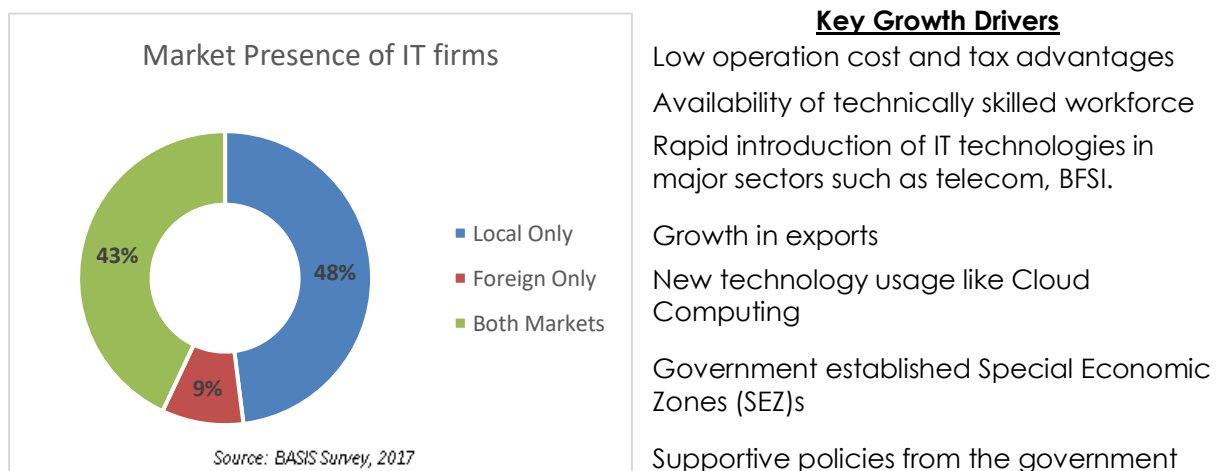 Market Presence of IT firms
43%
48%
9%
Local Only
Foreign Only
Both Markets
Source: BASIS Survey, 2017
Key Growth Drivers
Low operation cost and tax advantages
Availability of technically skilled workforce
Rapid introduction of IT technologies in
major sectors such as telecom, BFSI.
Growth in exports
New technology usage like Cloud
Computing
Government established Special Economic
Zones (SEZ)s
Supportive policies from the government